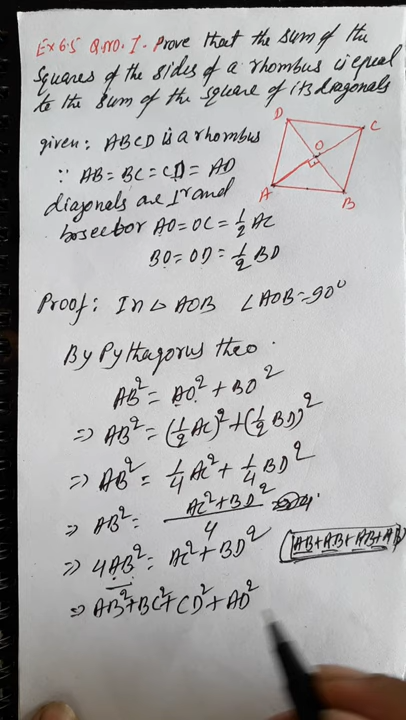 Ex 6.5 Q.NO. 1 - Prove that the sum of the
squares of the sides of a rhombus is equal
to the sum of the square of its diagonals
given: ABCD is a rhombus
∵ AB = BC = CD = AD
diagonals are ⊥r and
bosector AO = OC = 1/2 AC
BO = OD = 1/2 BD
D
C
O
A
B
Proof: In △ AOB ∠AOB = 90°
By Pythagorus theo.
AB² = AO² + BO²
⇒ AB² = (1/2 AC)² + (1/2 BD)²
⇒ AB² = 1/4 AC² + 1/4 BD²
⇒ AB² = AC² + BD² / 4
⇒ 4AB² = AC² + BD²
(AB + AB + AB + AB)
⇒ AB² + BC² + CD² + AD²